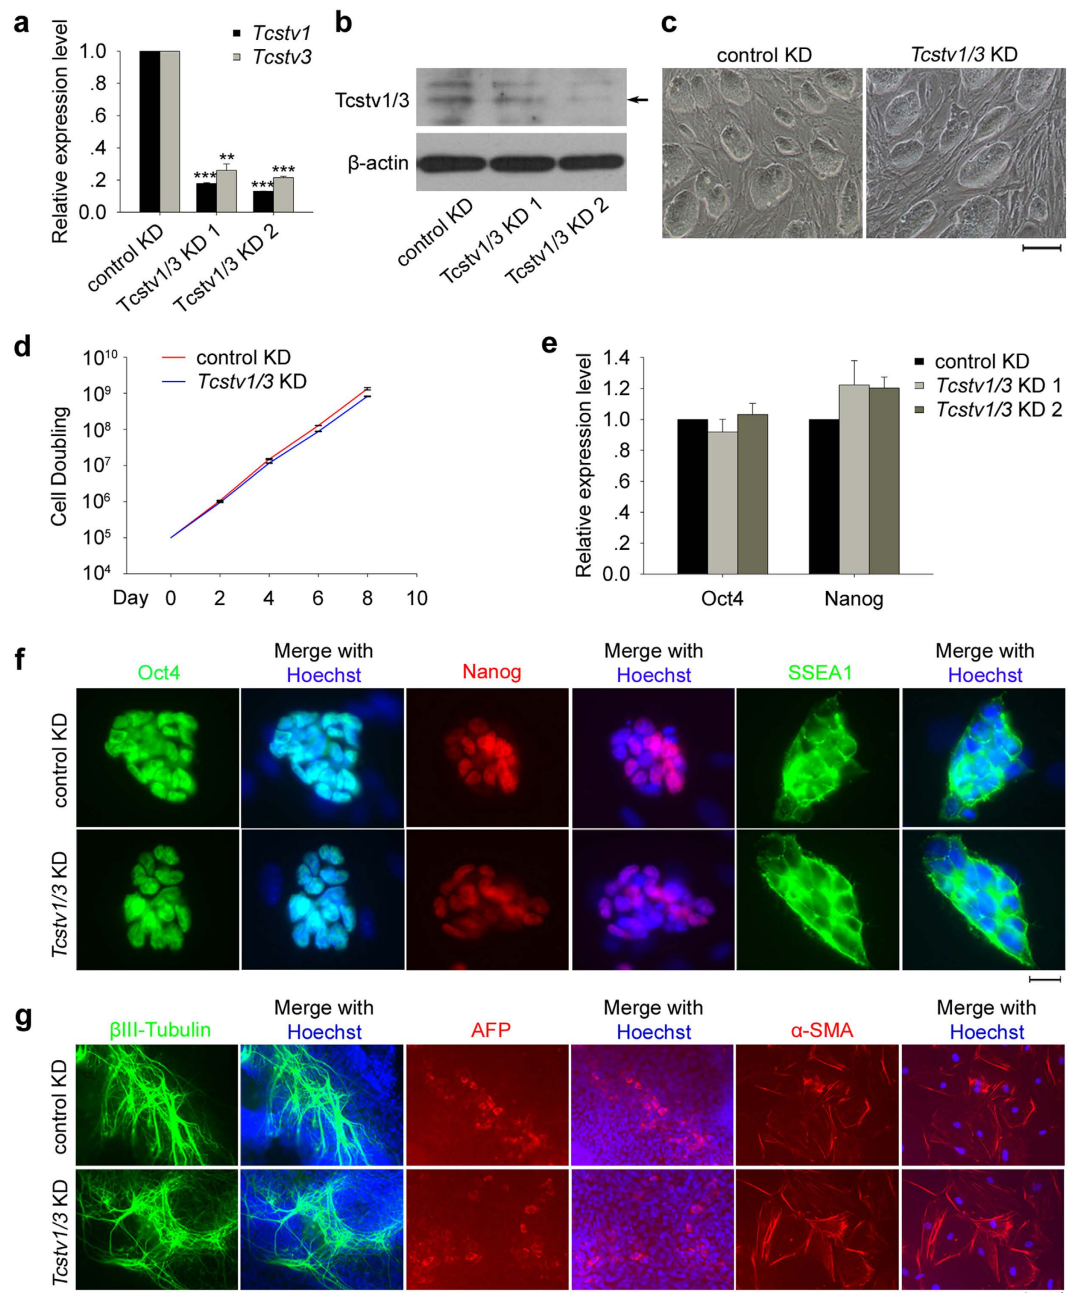 a
Relative expression level
1.0
.8
.6
.4
0.2
0.0
Tcstv1
Tcstv3
***
**
***
***
control KD
Tcstv1/3 KD 1
Tcstv1/3 KD 2
b
Tcstv1/3
β-actin
control KD
Tcstv1/3 KD 1
Tcstv1/3 KD 2
c
control KD
Tcstv1/3 KD
d
Cell Doubling
10^10
10^9
10^8
10^7
10^6
10^5
10^4
control KD
Tcstv1/3 KD
Day 0 2 4 6 8 10
e
Relative expression level
1.4
1.2
1.0
.8
.6
.4
.2
0.0
control KD
Tcstv1/3 KD 1
Tcstv1/3 KD 2
Oct4 Nanog
f
Oct4
Merge with
Hoechst
Nanog
Merge with
Hoechst
SSEA1
Merge with
Hoechst
control KD
Tcstv1/3 KD
g
βIII-Tubulin
Merge with
Hoechst
AFP
Merge with
Hoechst
α-SMA
Merge with
Hoechst
control KD
Tcstv1/3 KD